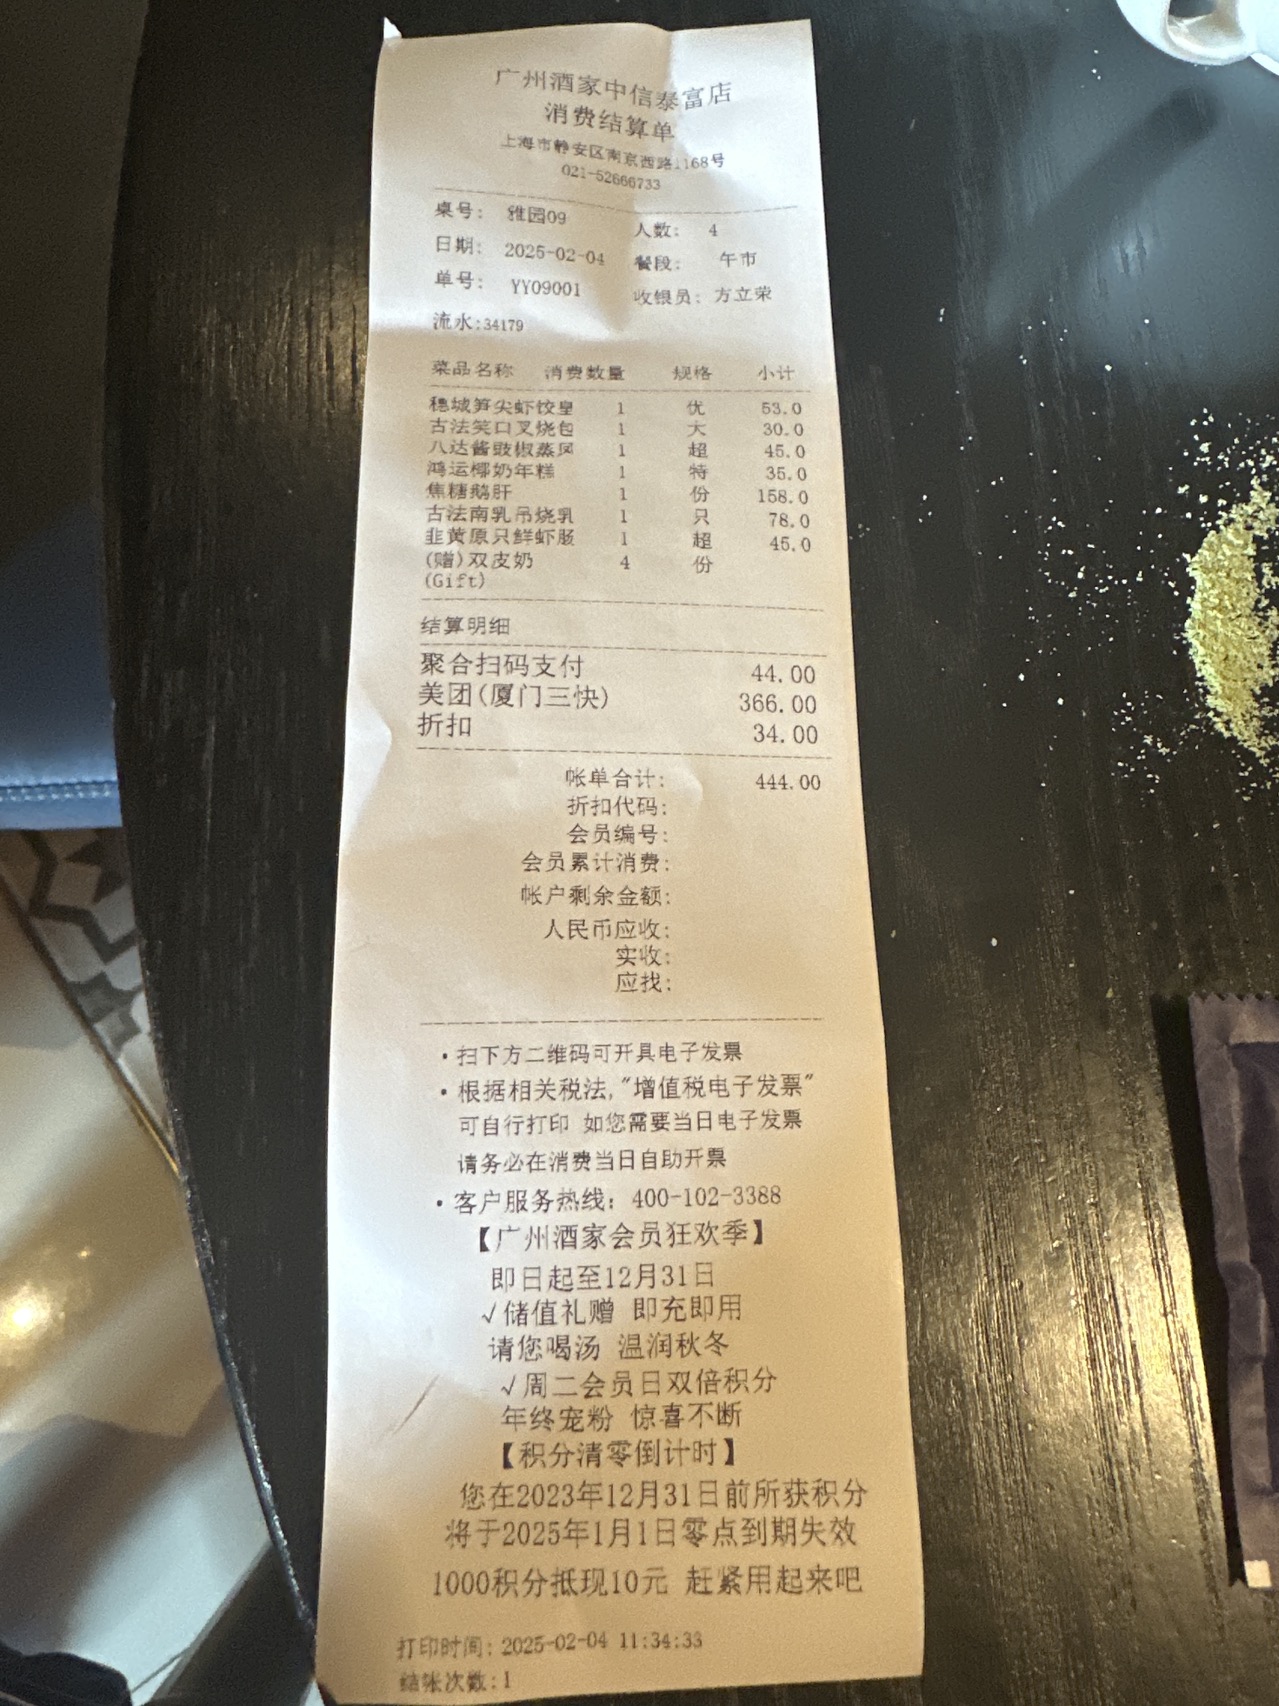 广州酒家中信泰富店
消费结算单
上海市静安区南京西路1168号
021-52666733
桌号: 雅园09 人数: 4
日期: 2025-02-04 餐段: 午市
单号: YY09001 收银员: 方立荣
流水:34179
菜品名称 消费数量 规格 小计
穗城笋尖虾饺皇 1 优 53.0
古法笑口叉烧包 1 大 30.0
八达酱豉椒蒸凤 1 超 45.0
鸿运椰奶年糕 1 特 35.0
焦糖鹅肝 1 份 158.0
古法南乳吊烧乳 1 只 78.0
韭黄原只鲜虾肠 1 超 45.0
(赠)双皮奶 4 份
(Gift)
结算明细
聚合扫码支付 44.00
美团(厦门三快) 366.00
折扣 34.00
帐单合计: 444.00
折扣代码:
会员编号:
会员累计消费:
帐户剩余金额:
人民币应收:
实收:
应找:
·扫下方二维码可开具电子发票
·根据相关税法,"增值税电子发票"
可自行打印 如您需要当日电子发票
请务必在消费当日自助开票
·客户服务热线: 400-102-3388
【广州酒家会员狂欢季】
即日起至12月31日
√储值礼赠 即充即用
请您喝汤 温润秋冬
√周二会员日双倍积分
年终宠粉 惊喜不断
【积分清零倒计时】
您在2023年12月31日前所获积分
将于2025年1月1日零点到期失效
1000积分抵现10元 赶紧用起来吧
打印时间: 2025-02-04 11:34:33
结账次数:1